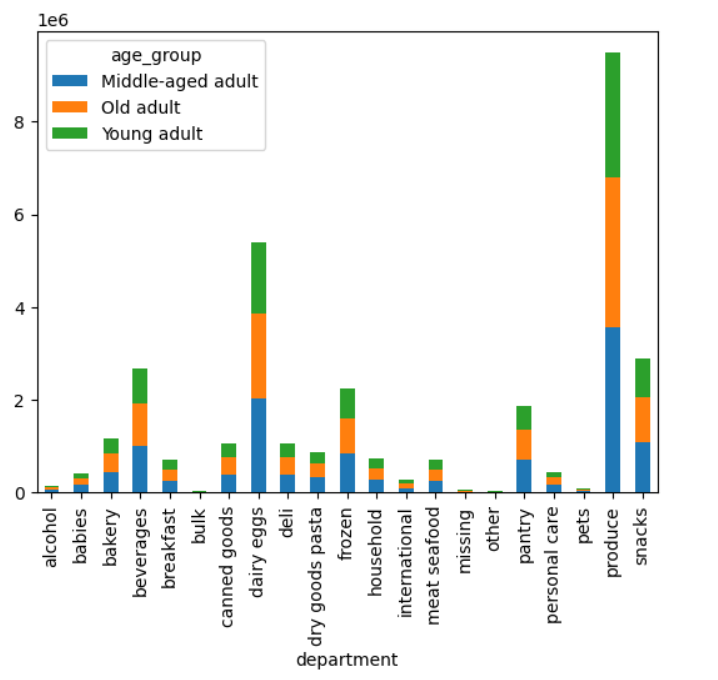 1e6
age_group
Middle-aged adult
Old adult
Young adult
8
6
4
2
0
alcohol
babies
bakery
beverages
breakfast
bulk
canned goods
dairy eggs
deli
dry goods pasta
frozen
household
international
meat seafood
missing
other
pantry
personal care
pets
produce
snacks
department